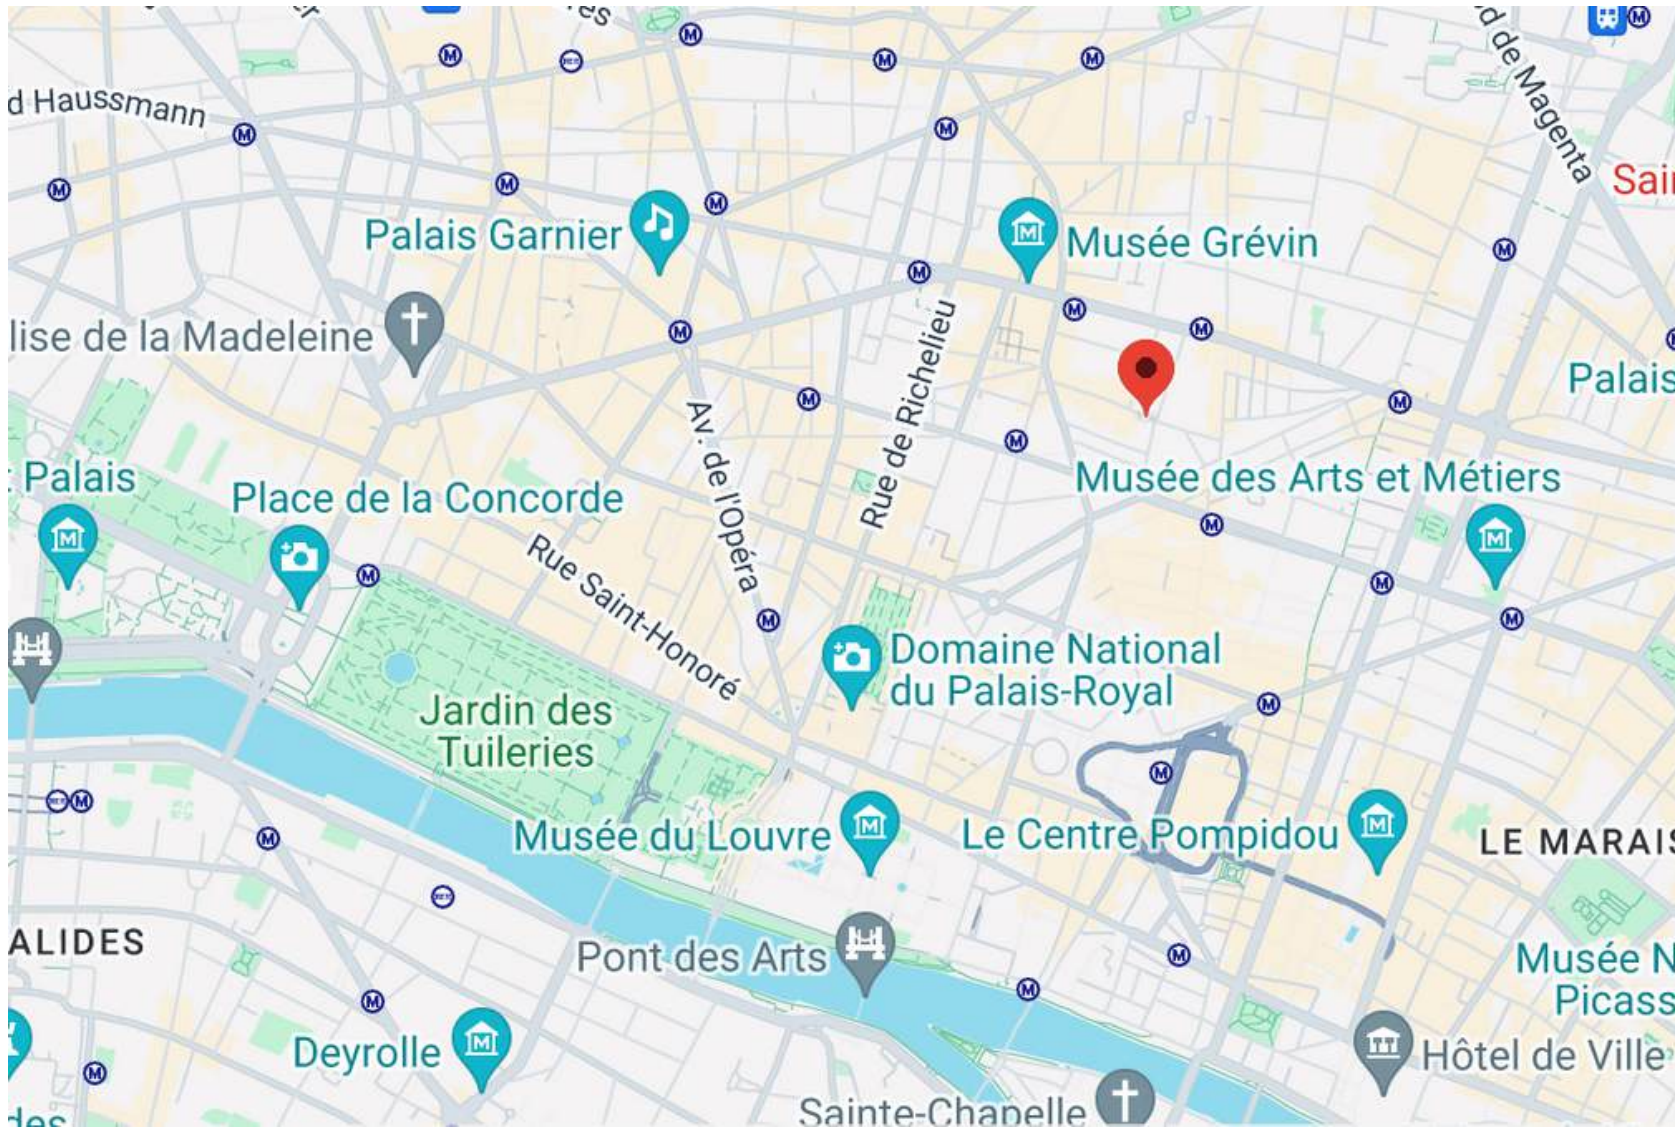 d Haussmann
d de Magenta
Sai
Palais Garnier
Musée Grévin
lise de la Madeleine
Rue de Richelieu
Palais
Av. de l'Opéra
Palais
Place de la Concorde
Musée des Arts et Métiers
Rue Saint-Honoré
Domaine National
du Palais-Royal
Jardin des
Tuileries
Musée du Louvre
Le Centre Pompidou
LE MARAIS
ALIDES
Pont des Arts
Musée N
Picass
Deyrolle
Hôtel de Ville
Sainte-Chapelle
des